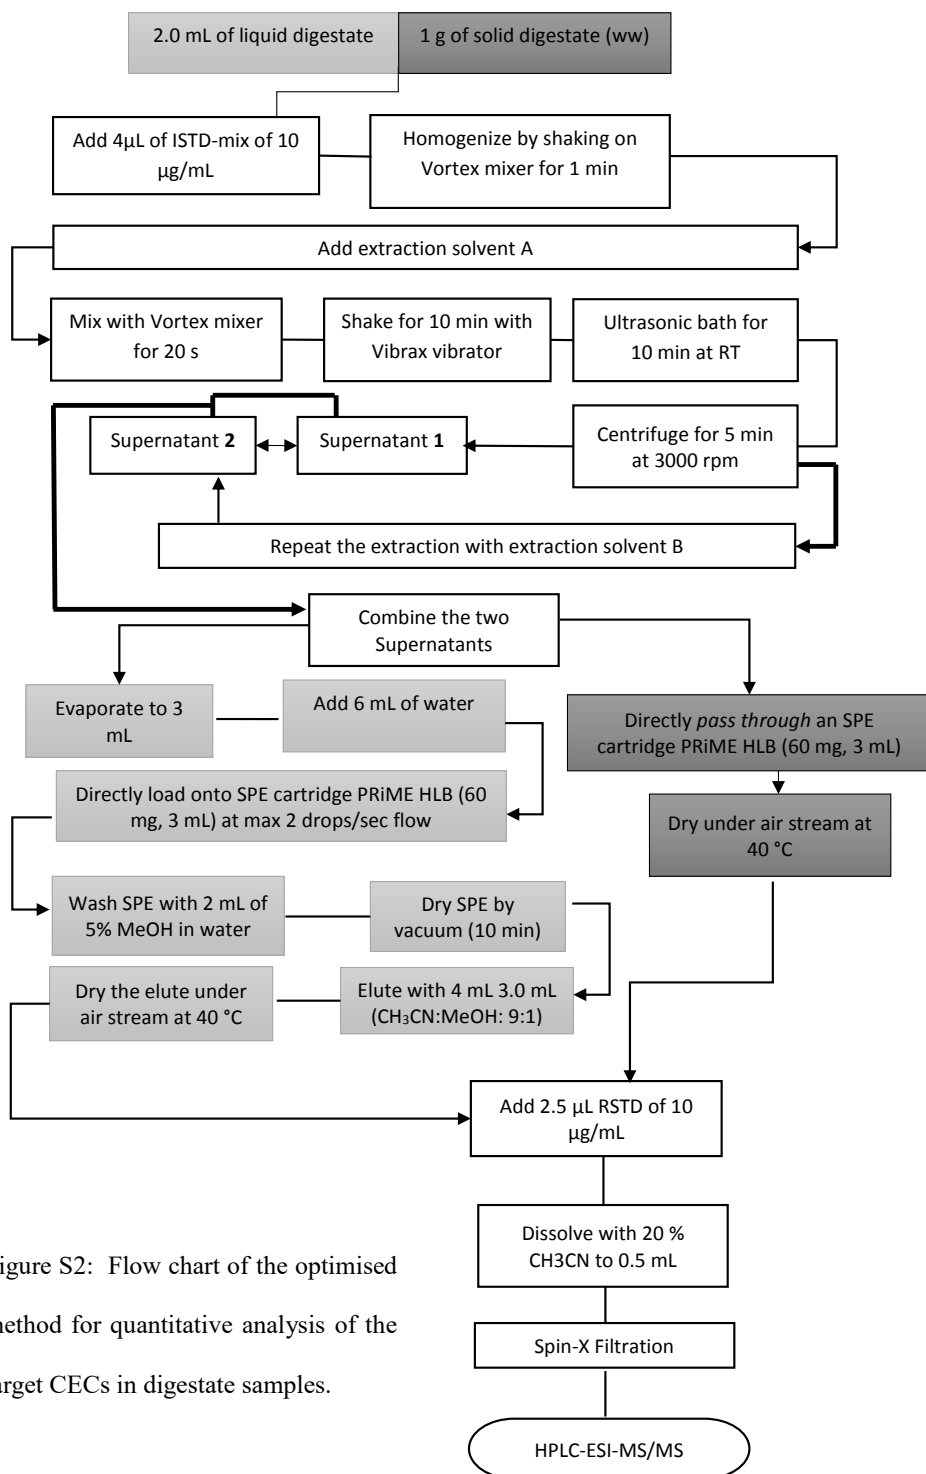 2.0 mL of liquid digestate
1 g of solid digestate (ww)
Add 4µL of ISTD-mix of 10
µg/mL
Homogenize by shaking on
Vortex mixer for 1 min
Add extraction solvent A
Mix with Vortex mixer
for 20 s
Shake for 10 min with
Vibrax vibrator
Ultrasonic bath for
10 min at RT
Supernatant 2
Supernatant 1
Centrifuge for 5 min
at 3000 rpm
Repeat the extraction with extraction solvent B
Combine the two
Supernatants
Evaporate to 3
mL
Add 6 mL of water
Directly pass through an SPE
cartridge PRiME HLB (60 mg, 3 mL)
Directly load onto SPE cartridge PRiME HLB (60
mg, 3 mL) at max 2 drops/sec flow
Dry under air stream at
40 °C
Wash SPE with 2 mL of
5% MeOH in water
Dry SPE by
vacuum (10 min)
Dry the elute under
air stream at 40 °C
Elute with 4 mL 3.0 mL
(CH₃CN:MeOH: 9:1)
Add 2.5 µL RSTD of 10
µg/mL
Dissolve with 20 %
CH3CN to 0.5 mL
Spin-X Filtration
HPLC-ESI-MS/MS
igure S2: Flow chart of the optimised
nethod for quantitative analysis of the
arget CECs in digestate samples.